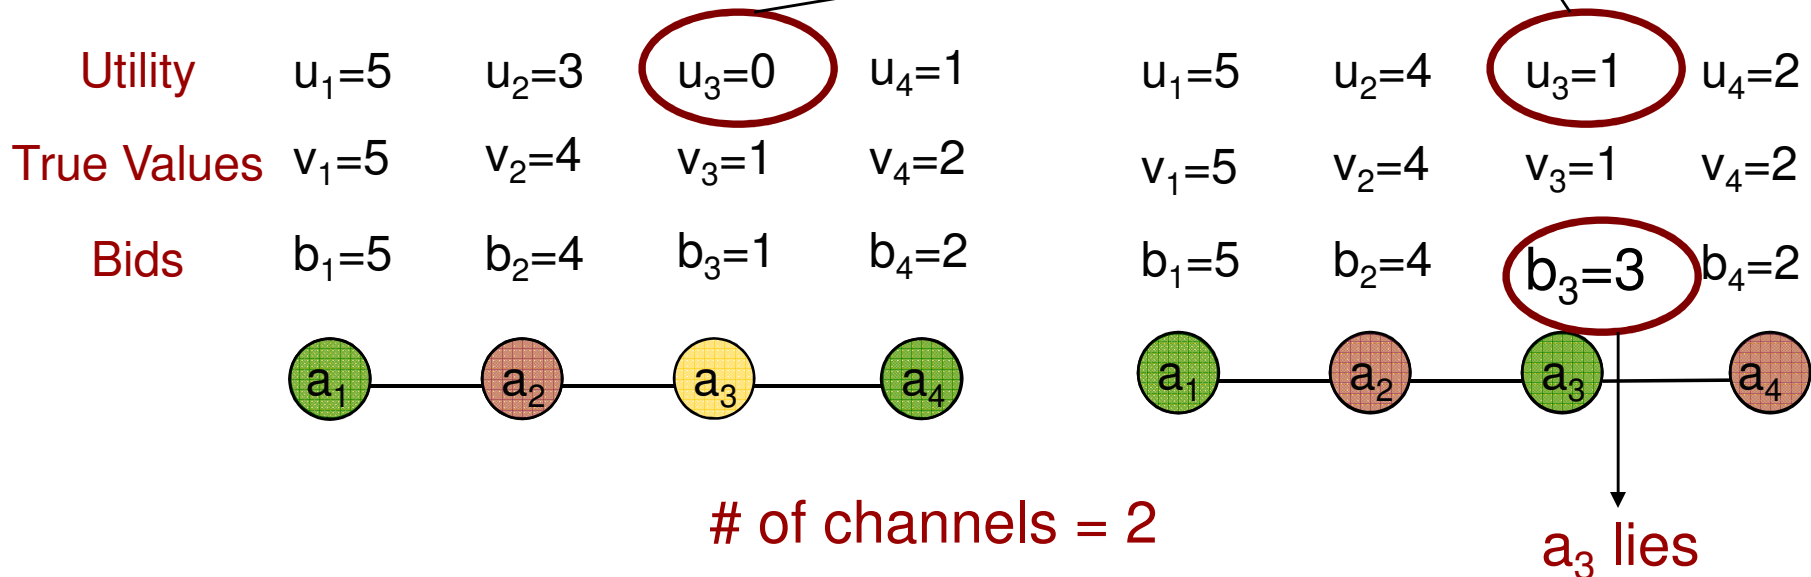 Utility u₁=5 u₂=3 u₃=0 u₄=1 u₁=5 u₂=4 u₃=1 u₄=2
True Values v₁=5 v₂=4 v₃=1 v₄=2 v₁=5 v₂=4 v₃=1 v₄=2
Bids b₁=5 b₂=4 b₃=1 b₄=2 b₁=5 b₂=4 b₃=3 b₄=2
a₁ a₂ a₃ a₄ a₁ a₂ a₃ a₄
# of channels = 2
a₃ lies